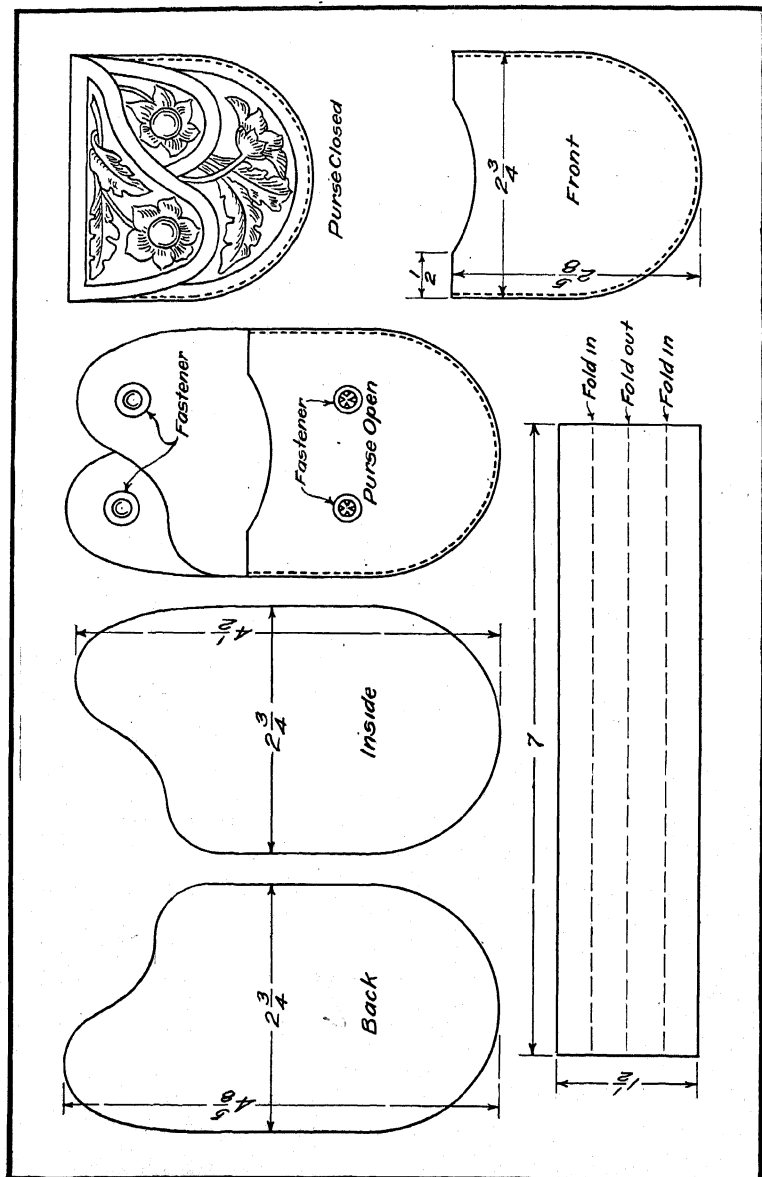 Purse Closed
2 3/4
Front
1/2
2 5/8
Fastener
Fastener
Purse Open
Fold in
Fold out
Fold in
4 1/2
2 3/4
Inside
7
2 3/4
Back
4 5/8
1 1/2